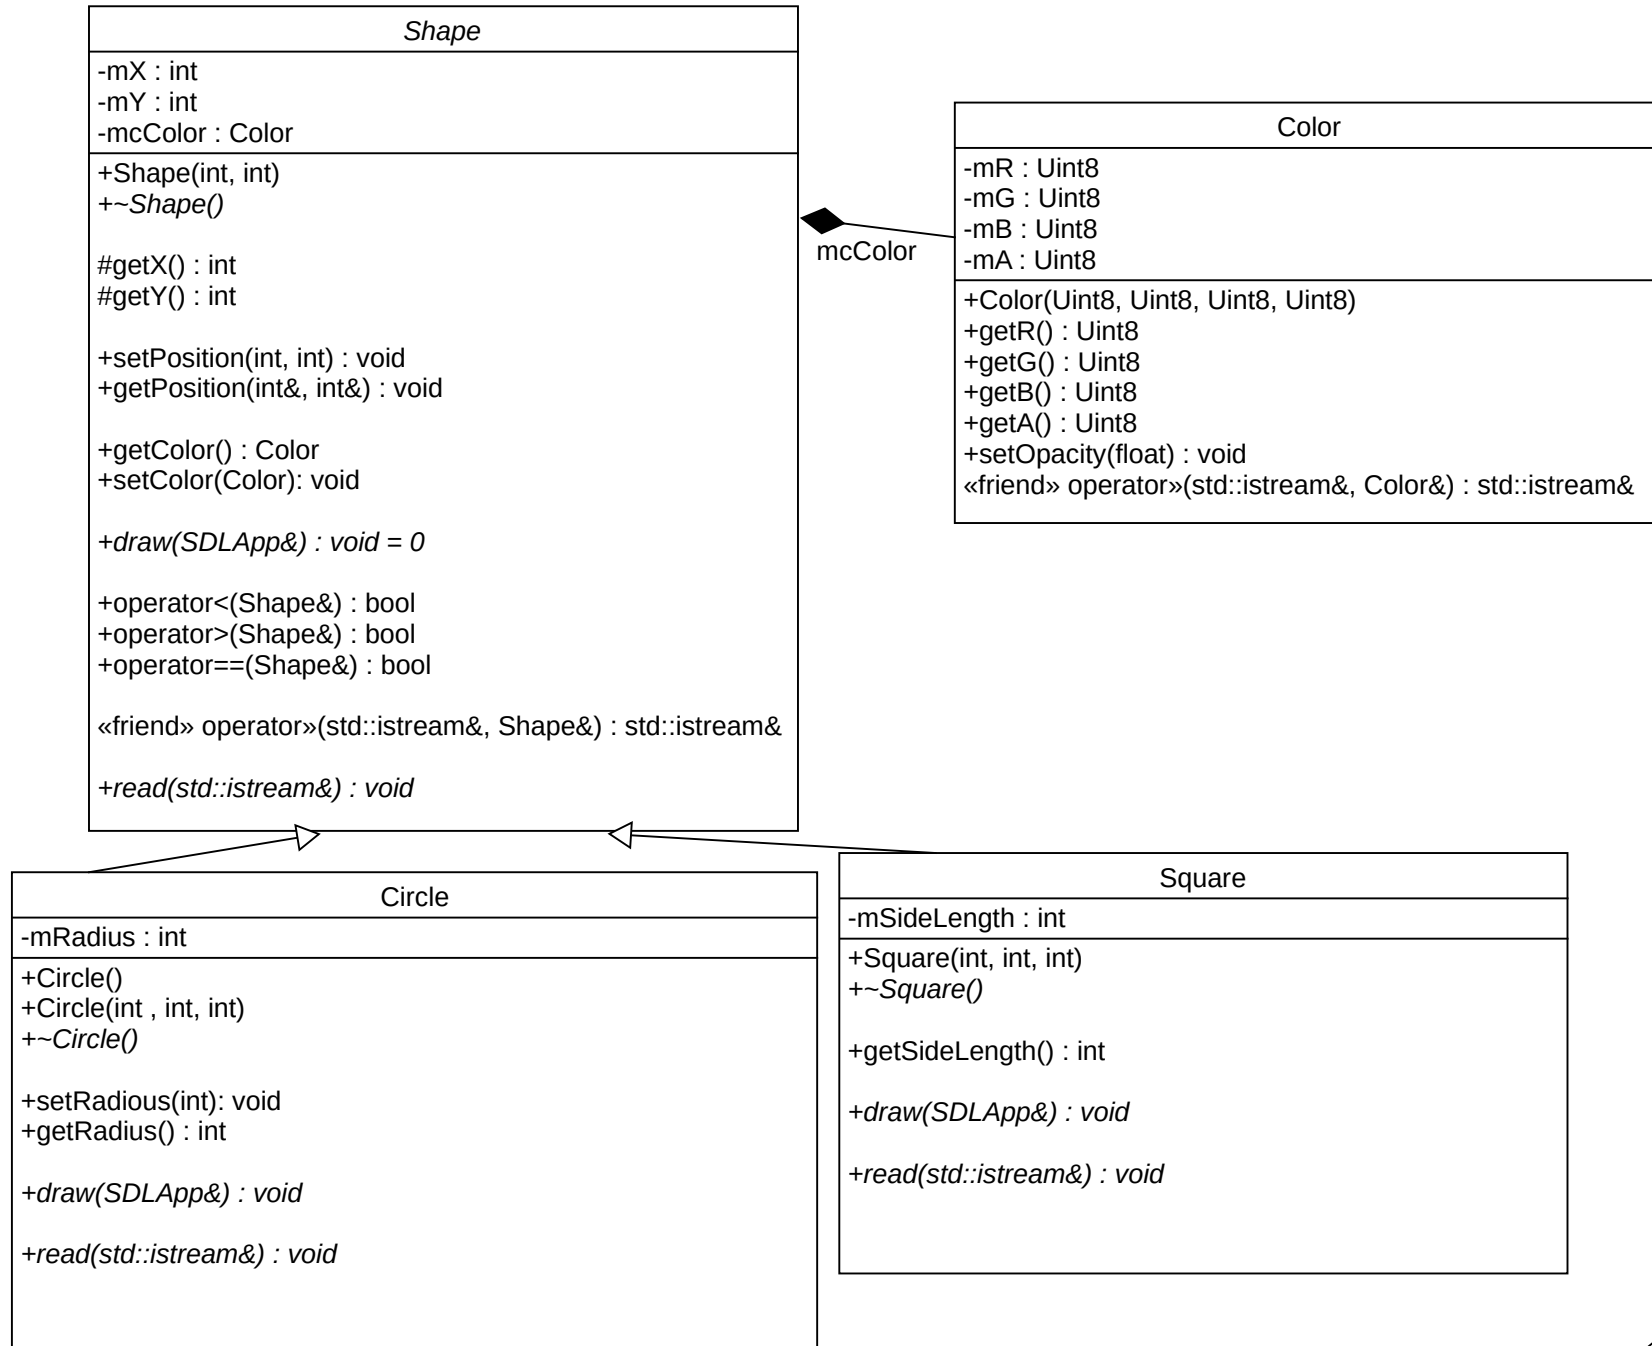 Shape
-mX : int
-mY : int
-mcColor : Color
+Shape(int, int)
+~Shape()
#getX() : int
#getY() : int
+setPosition(int, int) : void
+getPosition(int&, int&) : void
+getColor() : Color
+setColor(Color): void
+draw(SDLApp&) : void = 0
+operator<(Shape&) : bool
+operator>(Shape&) : bool
+operator==(Shape&) : bool
«friend» operator»(std::istream&, Shape&) : std::istream&
+read(std::istream&) : void
mcColor
Color
-mR : Uint8
-mG : Uint8
-mB : Uint8
-mA : Uint8
+Color(Uint8, Uint8, Uint8, Uint8)
+getR() : Uint8
+getG() : Uint8
+getB() : Uint8
+getA() : Uint8
+setOpacity(float) : void
«friend» operator»(std::istream&, Color&) : std::istream&
Circle
-mRadius : int
+Circle()
+Circle(int , int, int)
+~Circle()
+setRadious(int): void
+getRadius() : int
+draw(SDLApp&) : void
+read(std::istream&) : void
Square
-mSideLength : int
+Square(int, int, int)
+~Square()
+getSideLength() : int
+draw(SDLApp&) : void
+read(std::istream&) : void